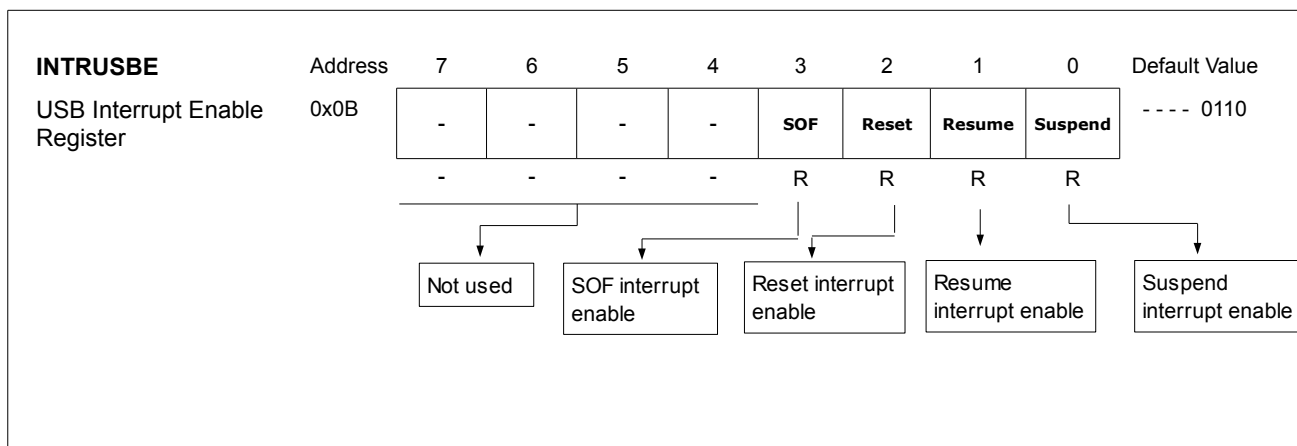 INTRUSBE Address 7 6 5 4 3 2 1 0 Default Value
USB Interrupt Enable 0x0B - - - - SOF Reset Resume Suspend - - - - 0110
Register
- - - - R R R R
Not used SOF interrupt Reset interrupt Resume Suspend
enable enable interrupt enable interrupt enable